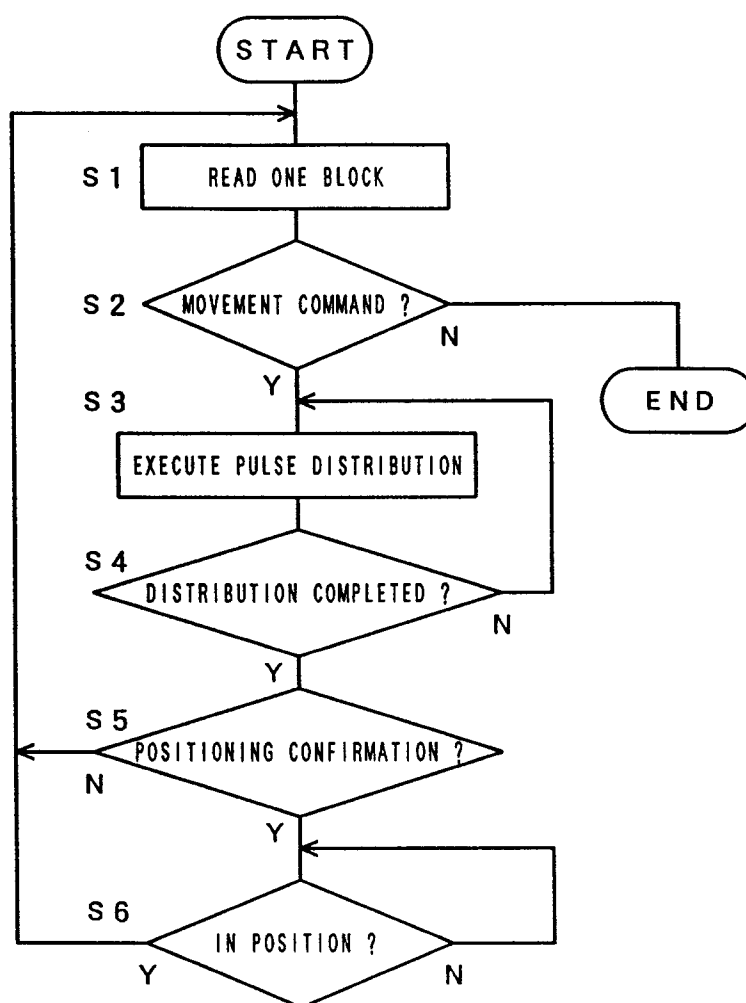 START
S1
READ ONE BLOCK
S2
MOVEMENT COMMAND ?
N
Y
END
S3
EXECUTE PULSE DISTRIBUTION
S4
DISTRIBUTION COMPLETED ?
N
Y
S5
POSITIONING CONFIRMATION ?
N
Y
S6
IN POSITION ?
Y
N